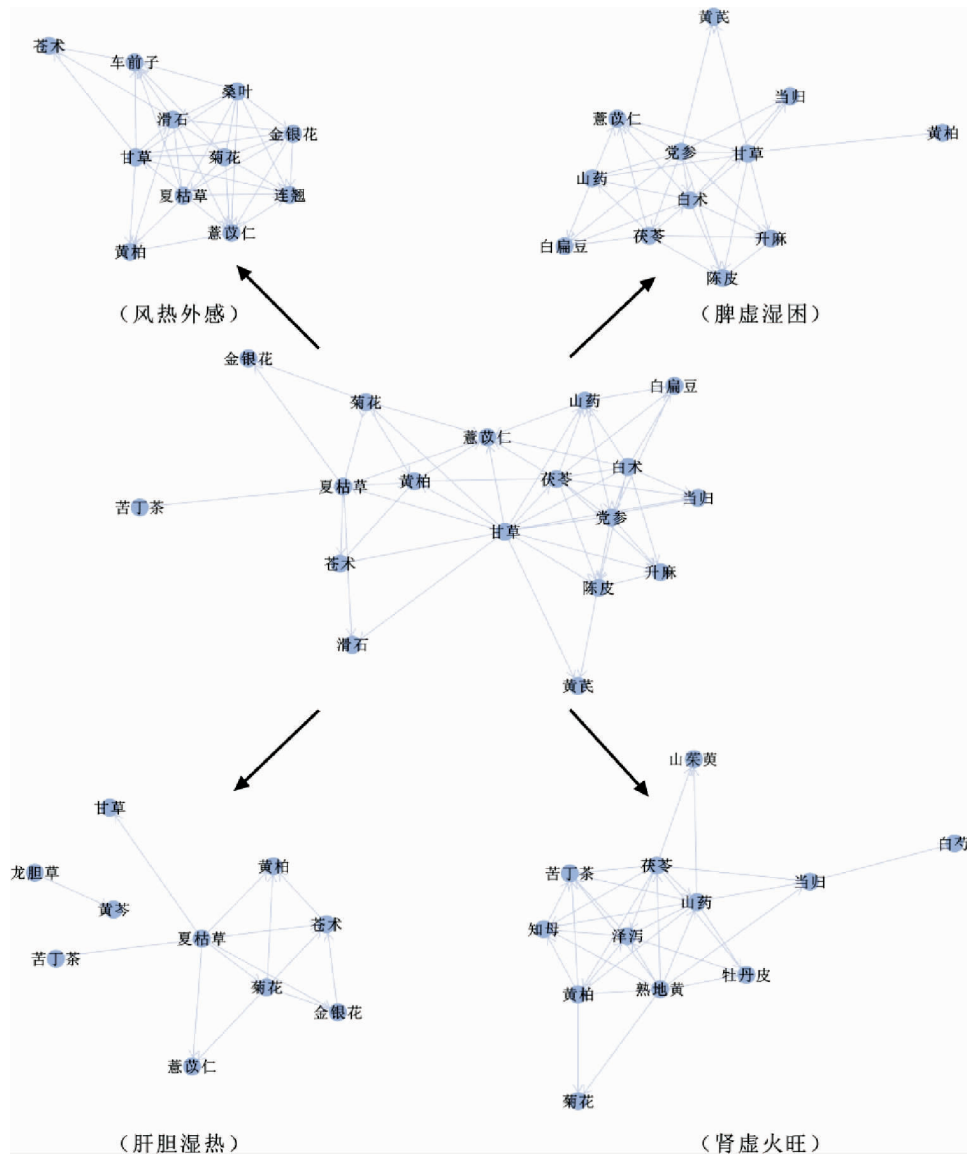 苍术
车前子
桑叶
滑石
金银花
甘草
菊花
夏枯草
连翘
薏苡仁
黄柏
（风热外感）
黄芪
当归
薏苡仁
黄柏
党参
甘草
山药
白术
白扁豆
茯苓
升麻
陈皮
（脾虚湿困）
金银花
菊花
山药
白扁豆
薏苡仁
白术
夏枯草
黄柏
茯苓
当归
苦丁茶
党参
甘草
苍术
升麻
陈皮
滑石
黄芪
甘草
黄柏
龙胆草
黄芩
苍术
夏枯草
苦丁茶
菊花
金银花
薏苡仁
（肝胆湿热）
山茱萸
白芍
茯苓
苦丁茶
当归
山药
知母
泽泻
牡丹皮
黄柏
熟地黄
菊花
（肾虚火旺）